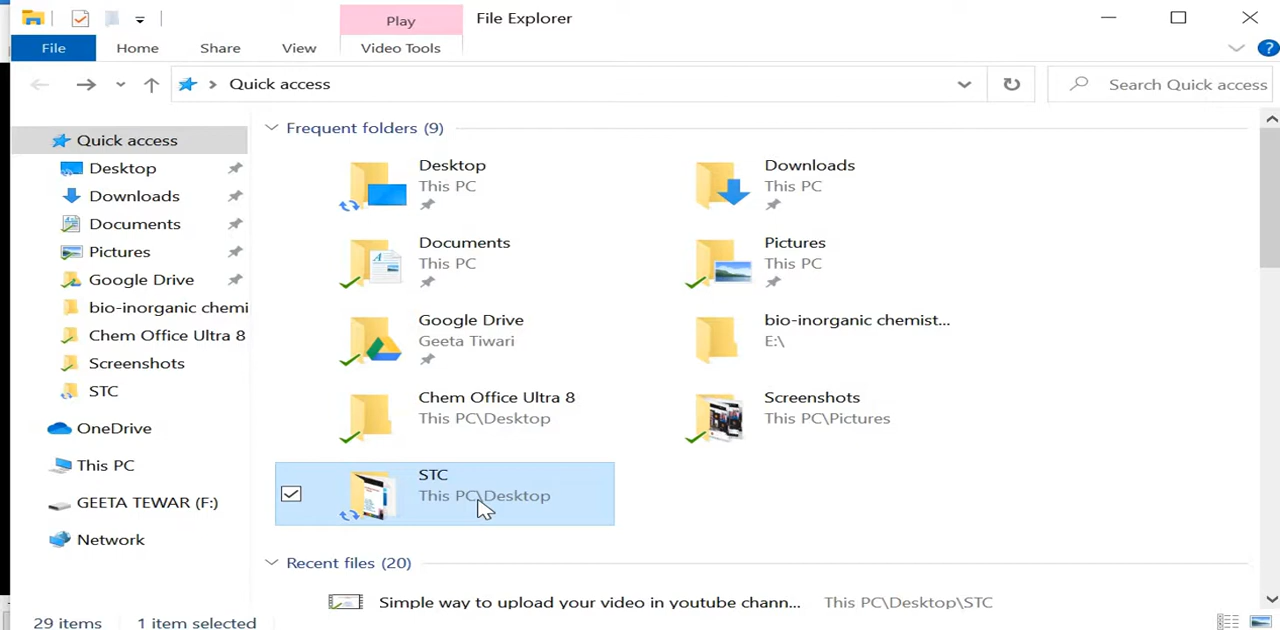 Play
File Explorer
File
Home
Share
View
Video Tools
Quick access
Search Quick access
Quick access
Desktop
Downloads
Documents
Pictures
Google Drive
bio-inorganic chemi
Chem Office Ultra 8
Screenshots
STC
OneDrive
This PC
GEETA TEWAR (F:)
Network
Frequent folders (9)
Desktop
This PC
Downloads
This PC
Documents
This PC
Pictures
This PC
Google Drive
Geeta Tiwari
bio-inorganic chemist...
E:\
Chem Office Ultra 8
This PC\Desktop
Screenshots
This PC\Pictures
STC
This PC\Desktop
Recent files (20)
Simple way to upload your video in youtube chann...
This PC\Desktop\STC
29 items
1 item selected